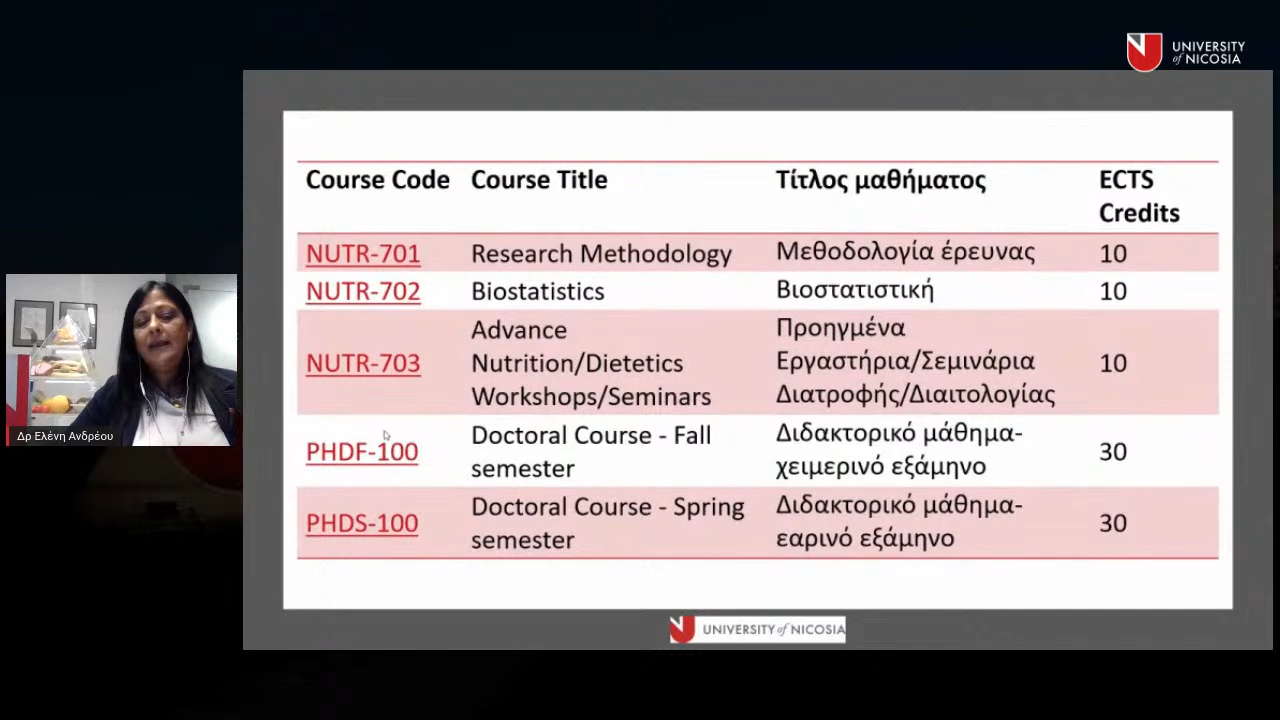 UNIVERSITY
of NICOSIA
Course Code Course Title Τίτλος μαθήματος ECTS
Credits
NUTR-701 Research Methodology Μεθοδολογία έρευνας 10
NUTR-702 Biostatistics Βιοστατιστική 10
Advance Προηγμένα
NUTR-703 Nutrition/Dietetics Εργαστήρια/Σεμινάρια 10
Workshops/Seminars Διατροφής/Διαιτολογίας
Doctoral Course - Fall Διδακτορικό μάθημα-
PHDF-100 semester χειμερινό εξάμηνο 30
Doctoral Course - Spring Διδακτορικό μάθημα-
PHDS-100 semester εαρινό εξάμηνο 30
Δρ Ελένη Ανδρέου
UNIVERSITY of NICOSIA